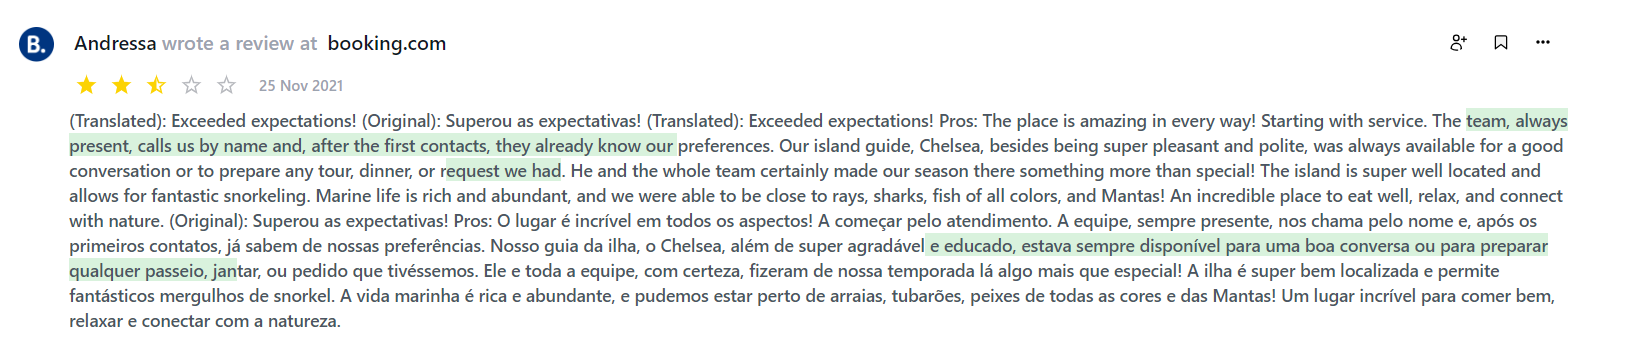 B. Andressa wrote a review at booking.com
25 Nov 2021
(Translated): Exceeded expectations! (Original): Superou as expectativas! (Translated): Exceeded expectations! Pros: The place is amazing in every way! Starting with service. The team, always
present, calls us by name and, after the first contacts, they already know our preferences. Our island guide, Chelsea, besides being super pleasant and polite, was always available for a good
conversation or to prepare any tour, dinner, or request we had. He and the whole team certainly made our season there something more than special! The island is super well located and
allows for fantastic snorkeling. Marine life is rich and abundant, and we were able to be close to rays, sharks, fish of all colors, and Mantas! An incredible place to eat well, relax, and connect
with nature. (Original): Superou as expectativas! Pros: O lugar é incrível em todos os aspectos! A começar pelo atendimento. A equipe, sempre presente, nos chama pelo nome e, após os
primeiros contatos, já sabem de nossas preferências. Nosso guia da ilha, o Chelsea, além de super agradável e educado, estava sempre disponível para uma boa conversa ou para preparar
qualquer passeio, jantar, ou pedido que tivéssemos. Ele e toda a equipe, com certeza, fizeram de nossa temporada lá algo mais que especial! A ilha é super bem localizada e permite
fantásticos mergulhos de snorkel. A vida marinha é rica e abundante, e pudemos estar perto de arraias, tubarões, peixes de todas as cores e das Mantas! Um lugar incrível para comer bem,
relaxar e conectar com a natureza.